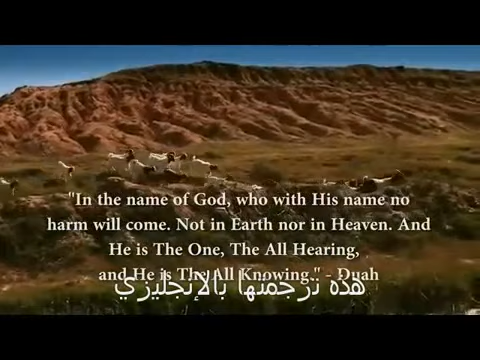 "In the name of God, who with His name no
harm will come. Not in Earth nor in Heaven. And
He is The One, The All Hearing,
and He is The All Knowing." - Duah
هذه ترجمتها بالإنجليزي